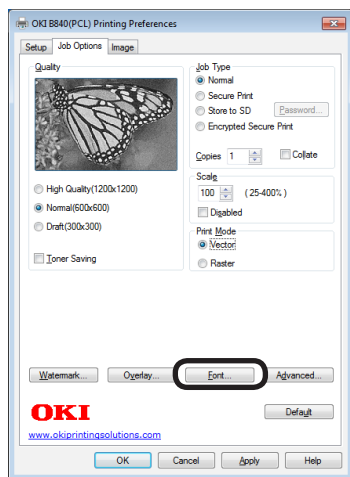 OKI B840(PCL) Printing Preferences
Setup Job Options Image
Quality
High Quality(1200x1200)
Normal(600x600)
Draft(300x300)
Toner Saving
Job Type
Normal
Secure Print
Store to SD Password...
Encrypted Secure Print
Copies 1 Collate
Scale
100 (25-400%)
Disabled
Print Mode
Vector
Raster
Watermark... Overlay... Font... Advanced...
OKI Default
www.okiprintingsolutions.com
OK Cancel Apply Help